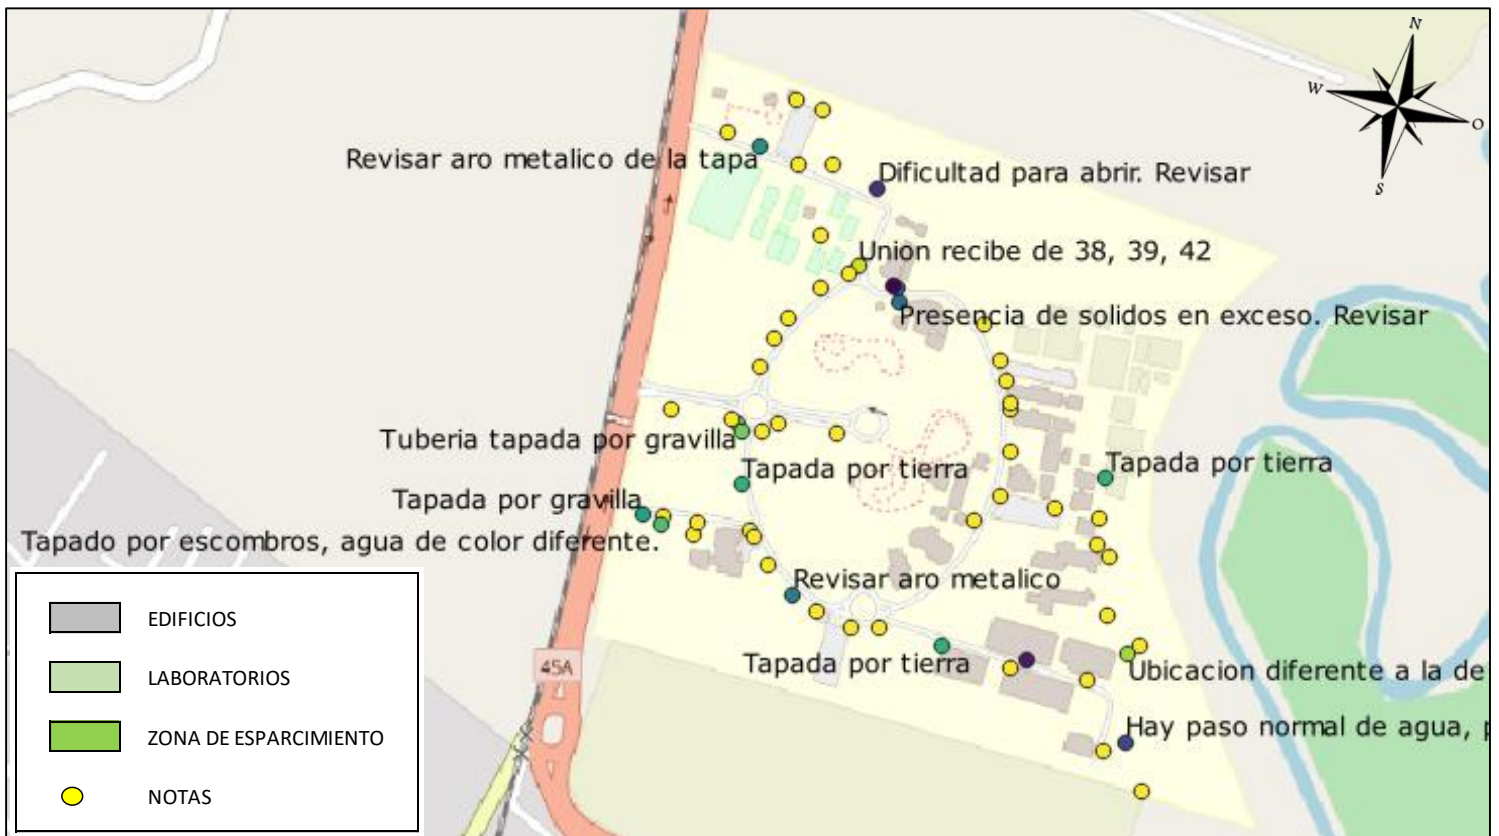 N
W
O
S
Revisar aro metalico de la tapa
Dificultad para abrir. Revisar
Union recibe de 38, 39, 42
Presencia de solidos en exceso. Revisar
Tuberia tapada por gravilla
Tapada por tierra
Tapada por tierra
Tapada por gravilla
Tapado por escombros, agua de color diferente.
Revisar aro metalico
Tapada por tierra
Ubicacion diferente a la de
Hay paso normal de agua, p
45A
EDIFICIOS
LABORATORIOS
ZONA DE ESPARCIMIENTO
NOTAS